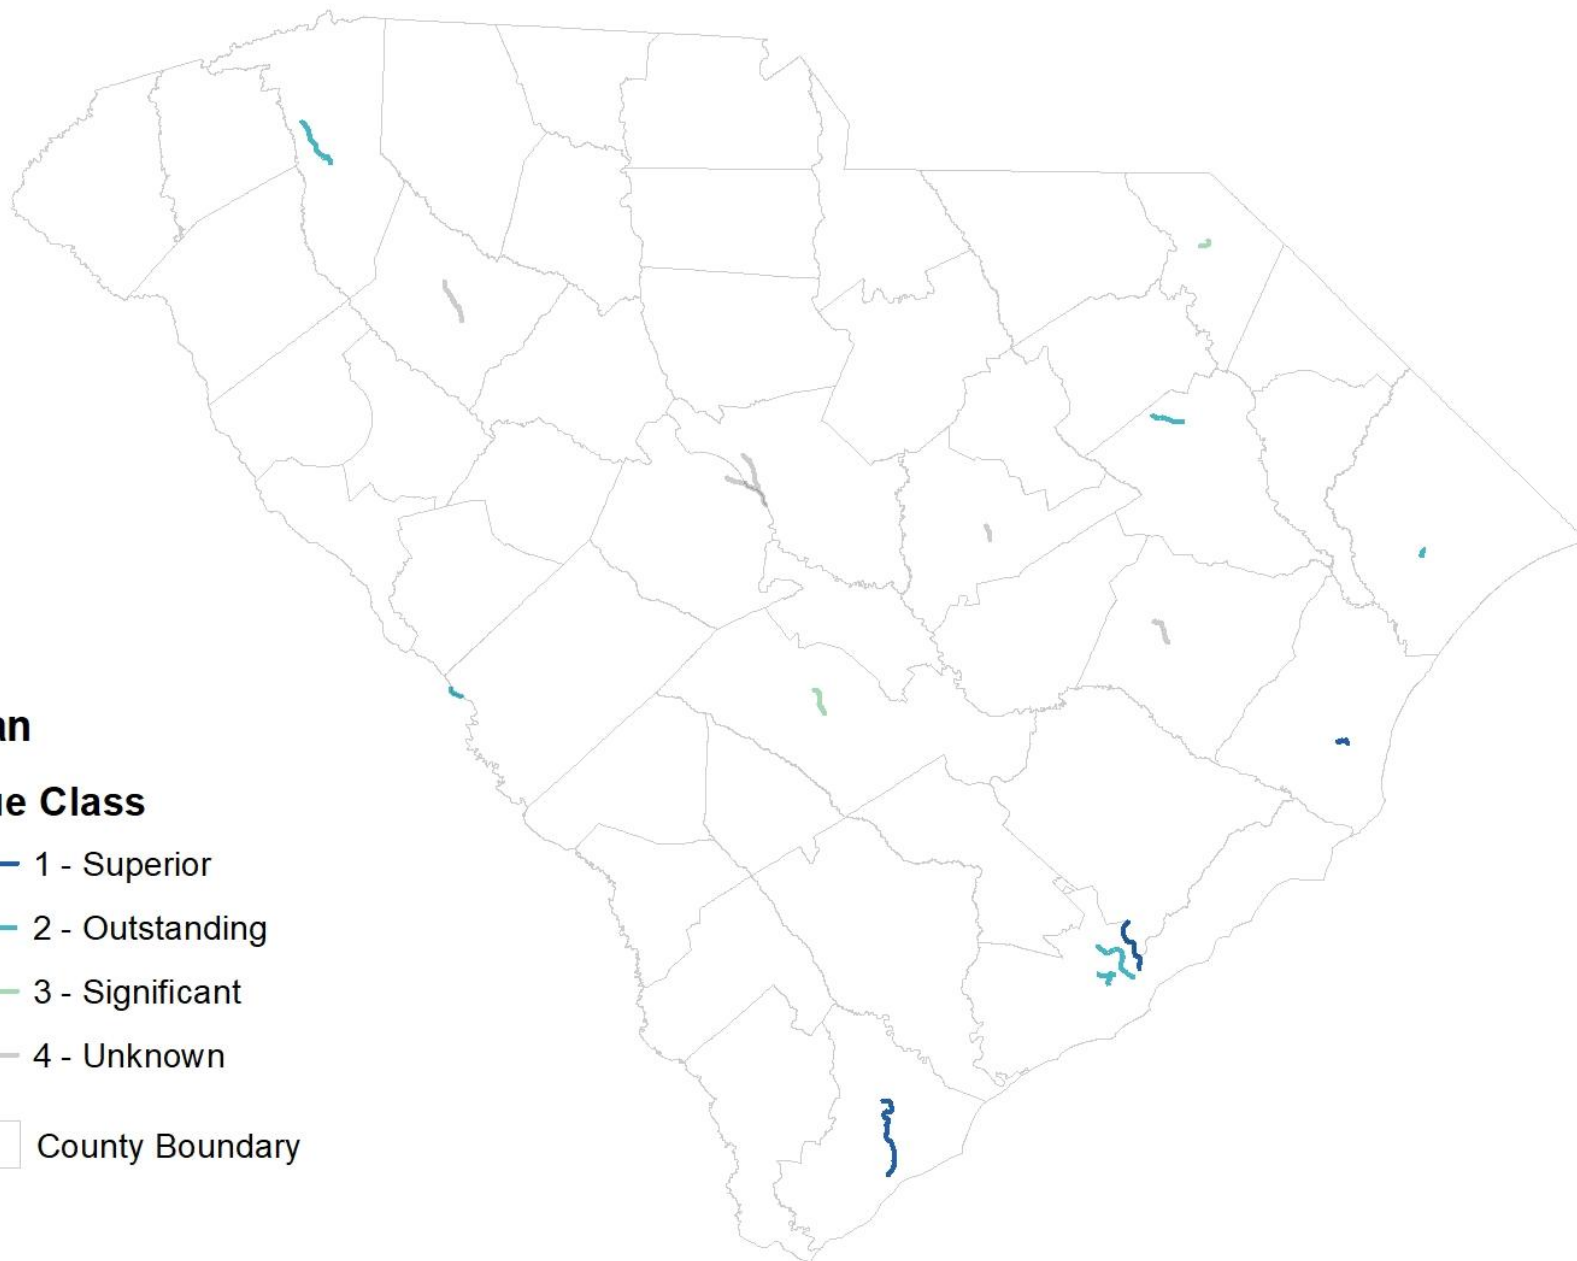 an
ue Class
1 - Superior
2 - Outstanding
3 - Significant
4 - Unknown
County Boundary